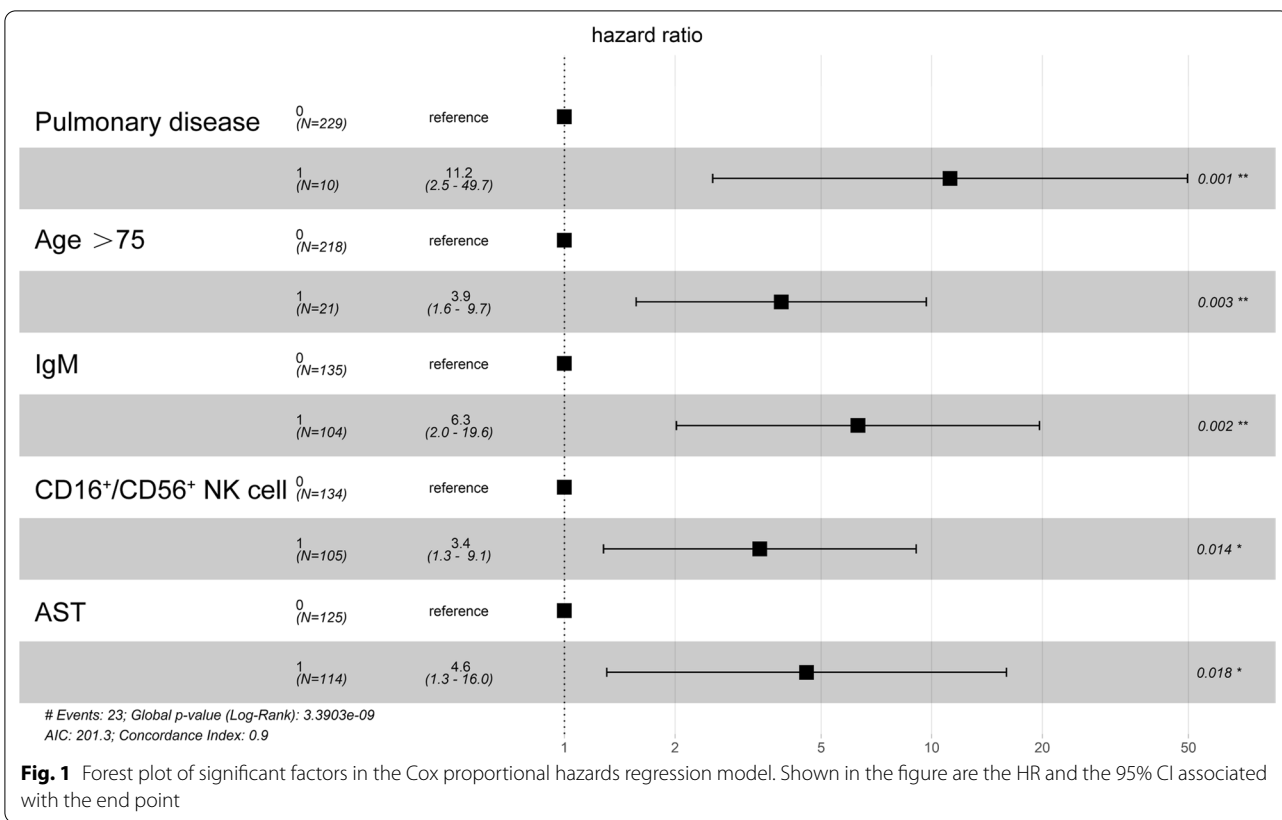 hazard ratio
Pulmonary disease
0
(N=229)
reference
1
(N=10)
11.2
(2.5 - 49.7)
0.001 **
Age >75
0
(N=218)
reference
1
(N=21)
3.9
(1.6 - 9.7)
0.003 **
IgM
0
(N=135)
reference
1
(N=104)
6.3
(2.0 - 19.6)
0.002 **
CD16⁺/CD56⁺ NK cell
0
(N=134)
reference
1
(N=105)
3.4
(1.3 - 9.1)
0.014 *
AST
0
(N=125)
reference
1
(N=114)
4.6
(1.3 - 16.0)
0.018 *
# Events: 23; Global p-value (Log-Rank): 3.3903e-09
AIC: 201.3; Concordance Index: 0.9
1 2 5 10 20 50
Fig. 1 Forest plot of significant factors in the Cox proportional hazards regression model. Shown in the figure are the HR and the 95% CI associated
with the end point